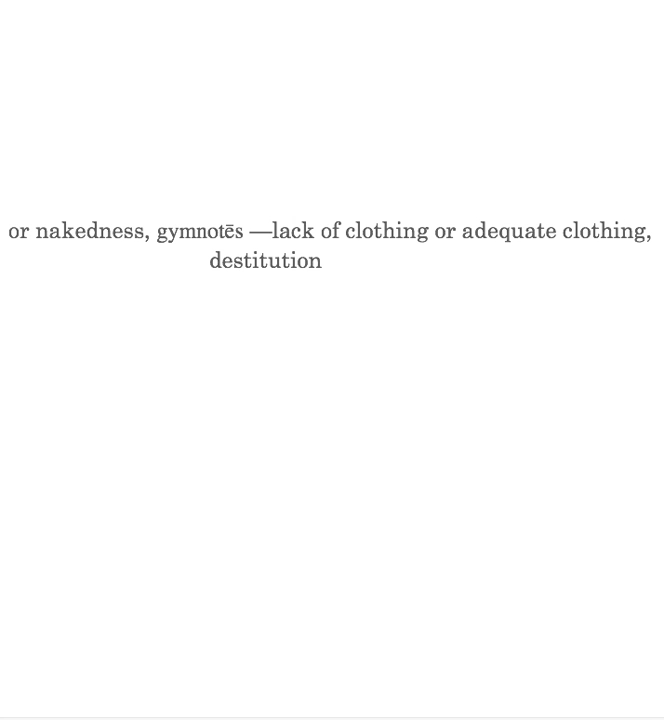 or nakedness, gymnotēs —lack of clothing or adequate clothing,
destitution